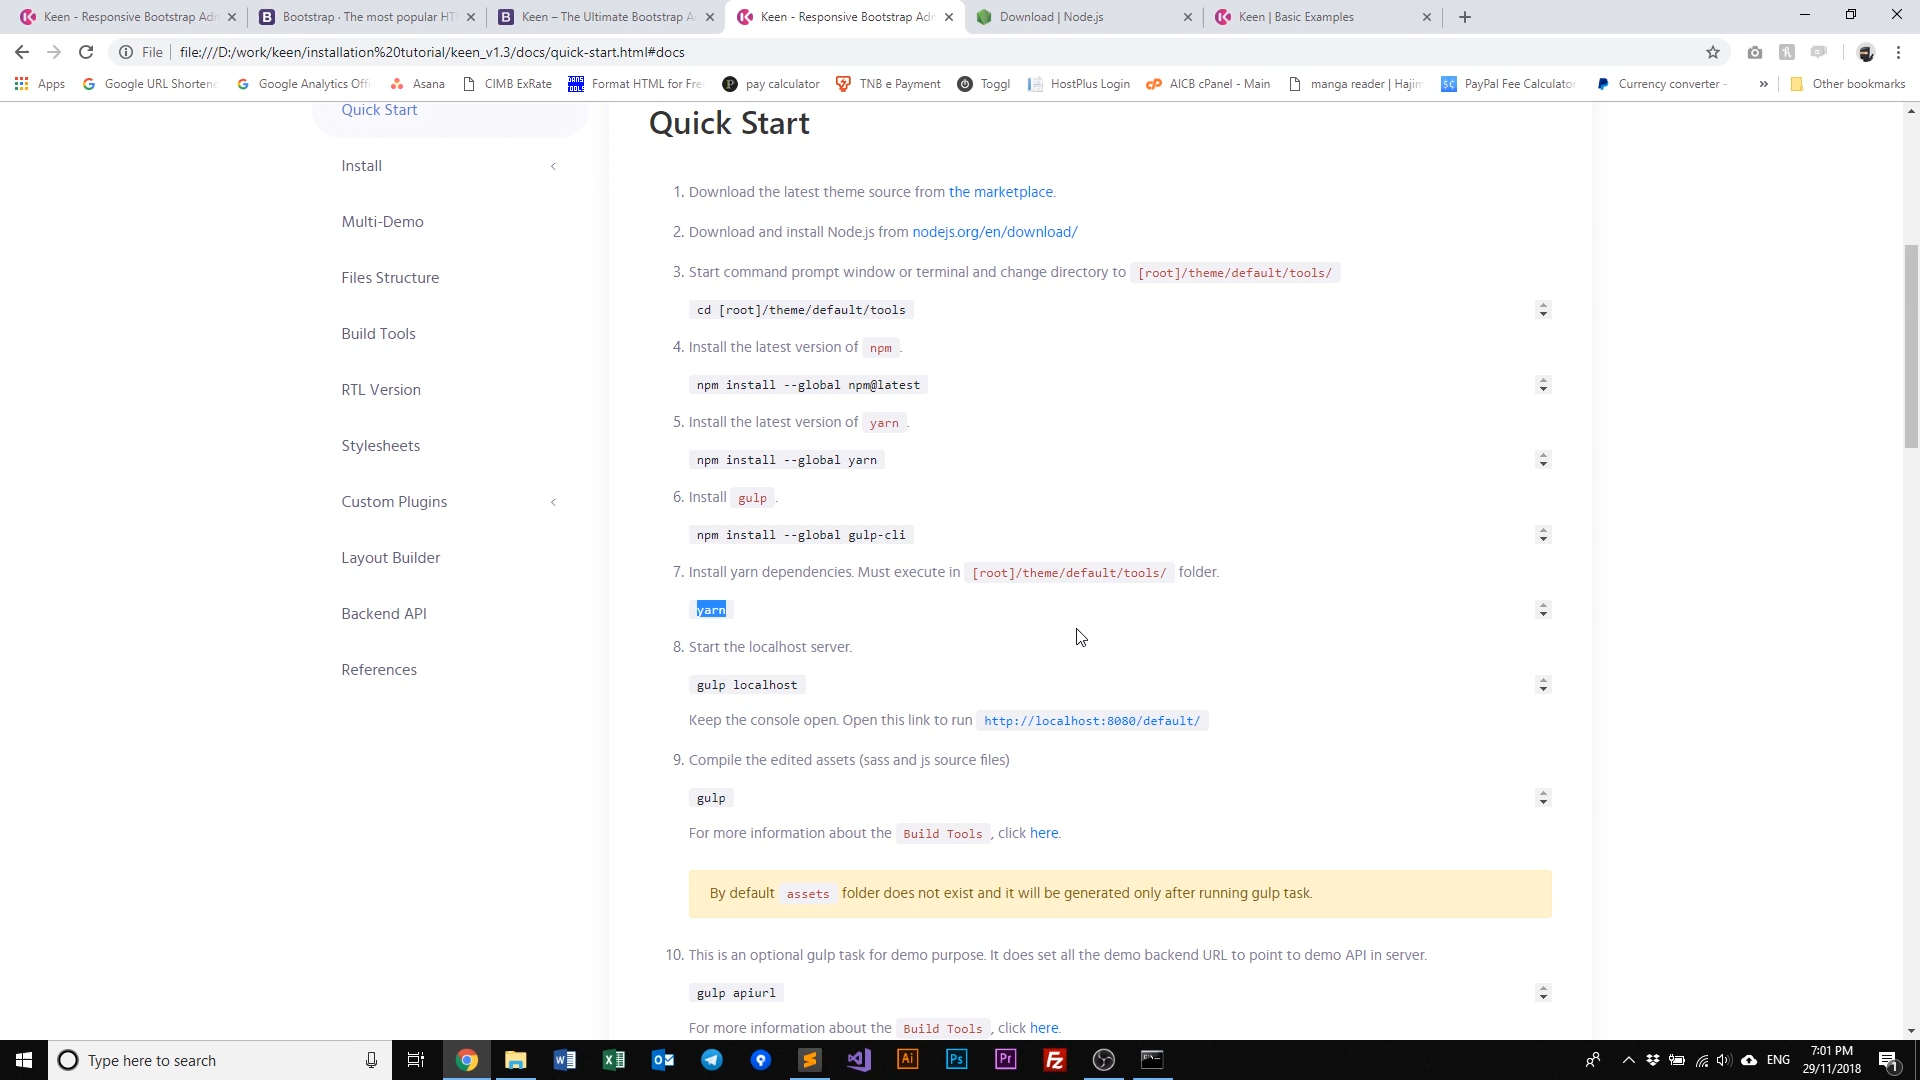 Keen - Responsive Bootstrap Adm
Bootstrap · The most popular HT
Keen – The Ultimate Bootstrap A
Keen - Responsive Bootstrap Adm
Download | Node.js
Keen | Basic Examples
File
file:///D:/work/keen/installation%20tutorial/keen_v1.3/docs/quick-start.html#docs
Apps
Google URL Shortene
Google Analytics Offi
Asana
CIMB ExRate
Format HTML for Fre
pay calculator
TNB e Payment
Toggl
HostPlus Login
AICB cPanel - Main
manga reader | Hajim
PayPal Fee Calculator
Currency converter -
»
Other bookmarks
Quick Start
Install
Multi-Demo
Files Structure
Build Tools
RTL Version
Stylesheets
Custom Plugins
Layout Builder
Backend API
References
Quick Start
1. Download the latest theme source from the marketplace.
2. Download and install Node.js from nodejs.org/en/download/
3. Start command prompt window or terminal and change directory to [root]/theme/default/tools/
cd [root]/theme/default/tools
4. Install the latest version of npm .
npm install --global npm@latest
5. Install the latest version of yarn .
npm install --global yarn
6. Install gulp .
npm install --global gulp-cli
7. Install yarn dependencies. Must execute in [root]/theme/default/tools/ folder.
yarn
8. Start the localhost server.
gulp localhost
Keep the console open. Open this link to run http://localhost:8080/default/
9. Compile the edited assets (sass and js source files)
gulp
For more information about the Build Tools , click here.
By default assets folder does not exist and it will be generated only after running gulp task.
10. This is an optional gulp task for demo purpose. It does set all the demo backend URL to point to demo API in server.
gulp apiurl
For more information about the Build Tools , click here.
Type here to search
ENG
7:01 PM
29/11/2018